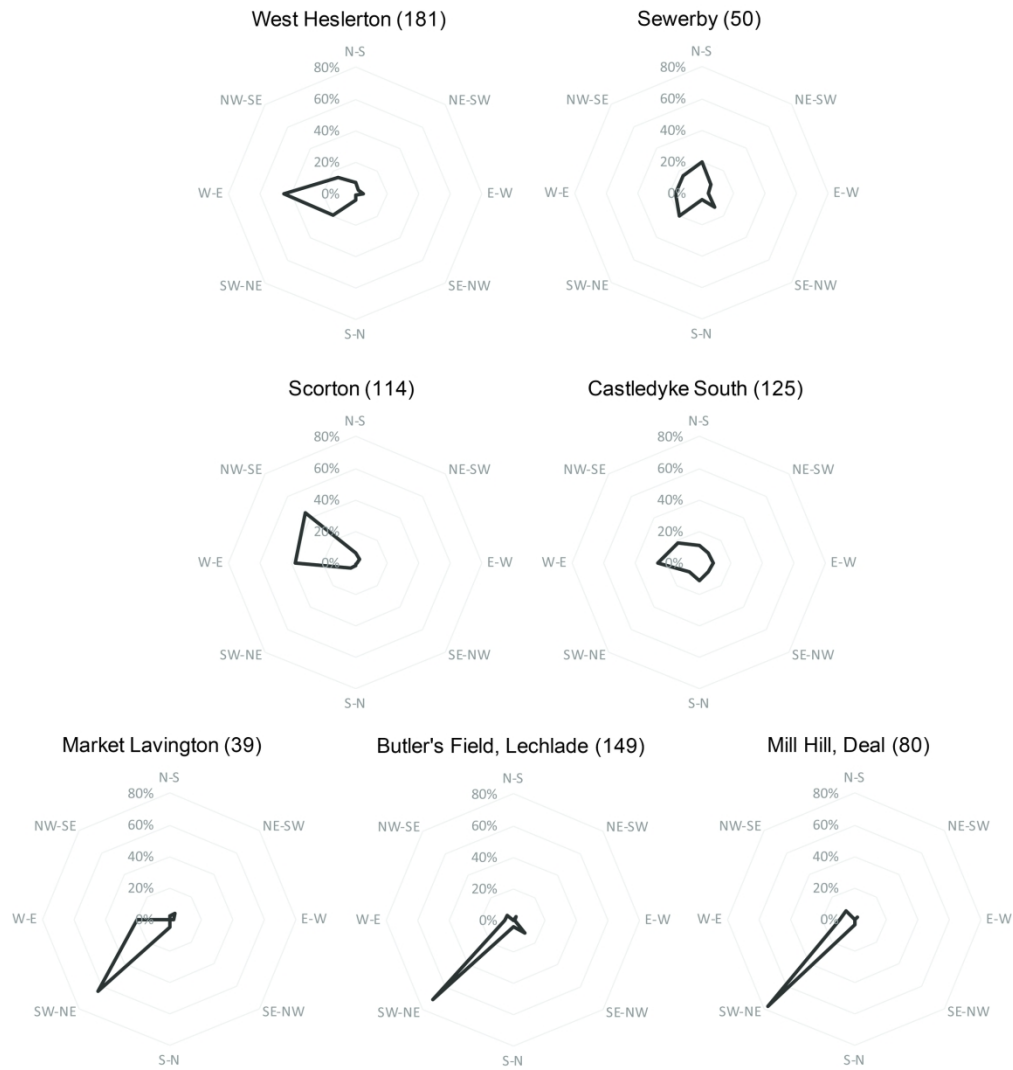 West Heslerton (181)
N-S
80%
NW-SE
NE-SW
60%
40%
20%
W-E
0%
E-W
SW-NE
SE-NW
S-N
Sewerby (50)
N-S
80%
NW-SE
NE-SW
60%
40%
20%
W-E
0%
E-W
SW-NE
SE-NW
S-N
Scorton (114)
N-S
80%
NW-SE
NE-SW
60%
40%
20%
W-E
0%
E-W
SW-NE
SE-NW
S-N
Castledyke South (125)
N-S
80%
NW-SE
NE-SW
60%
40%
20%
W-E
0%
E-W
SW-NE
SE-NW
S-N
Market Lavington (39)
N-S
80%
NW-SE
NE-SW
60%
40%
20%
W-E
0%
E-W
SW-NE
SE-NW
S-N
Butler's Field, Lechlade (149)
N-S
80%
NW-SE
NE-SW
60%
40%
20%
W-E
0%
E-W
SW-NE
SE-NW
S-N
Mill Hill, Deal (80)
N-S
80%
NW-SE
NE-SW
60%
40%
20%
W-E
0%
E-W
SW-NE
SE-NW
S-N